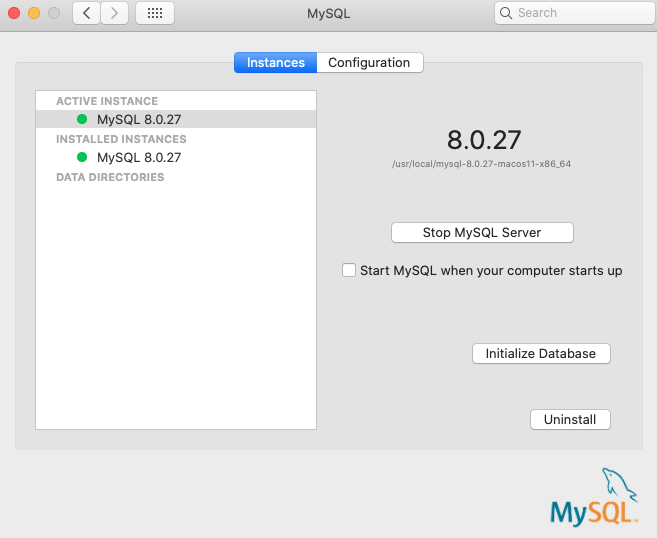 MySQL
Search
Instances
Configuration
ACTIVE INSTANCE
MySQL 8.0.27
INSTALLED INSTANCES
MySQL 8.0.27
DATA DIRECTORIES
8.0.27
/usr/local/mysql-8.0.27-macos11-x86_64
Stop MySQL Server
Start MySQL when your computer starts up
Initialize Database
Uninstall
MySQL™